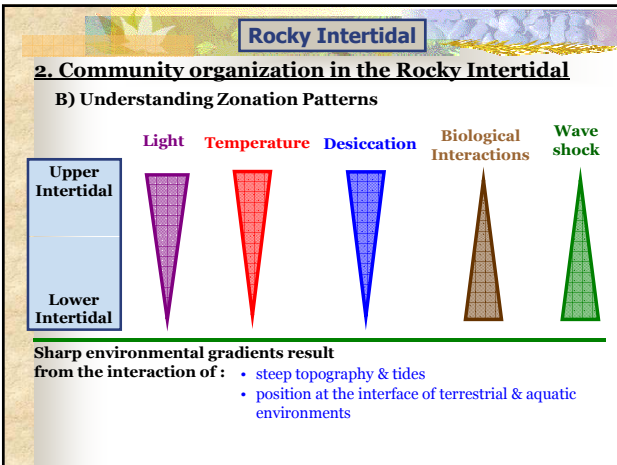 Rocky Intertidal
2. Community organization in the Rocky Intertidal
B) Understanding Zonation Patterns
Light
Temperature
Desiccation
Biological
Interactions
Wave
shock
Upper
Intertidal
Lower
Intertidal
Sharp environmental gradients result
from the interaction of :
• steep topography & tides
• position at the interface of terrestrial & aquatic
environments